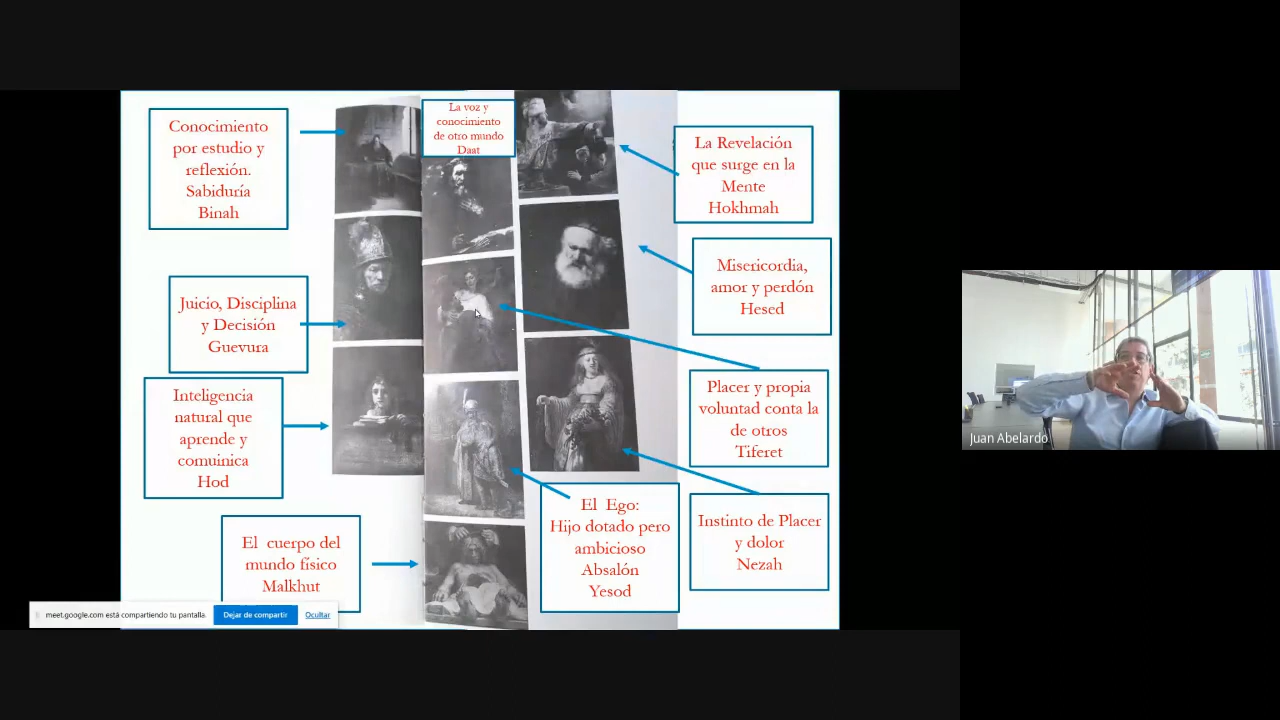 Conocimiento
por estudio y
reflexión.
Sabiduría
Binah
La voz y
conocimiento
de otro mundo
Daat
La Revelación
que surge en la
Mente
Hokhmah
Misericordia,
amor y perdón
Hesed
Juicio, Disciplina
y Decisión
Guevura
Inteligencia
natural que
aprende y
comuinica
Hod
Placer y propia
voluntad conta la
de otros
Tiferet
El Ego:
Hijo dotado pero
ambicioso
Absalón
Yesod
Instinto de Placer
y dolor
Nezah
El cuerpo del
mundo físico
Malkhut
meet.google.com está compartiendo tu pantalla.
Dejar de compartir
Ocultar
Juan Abelardo